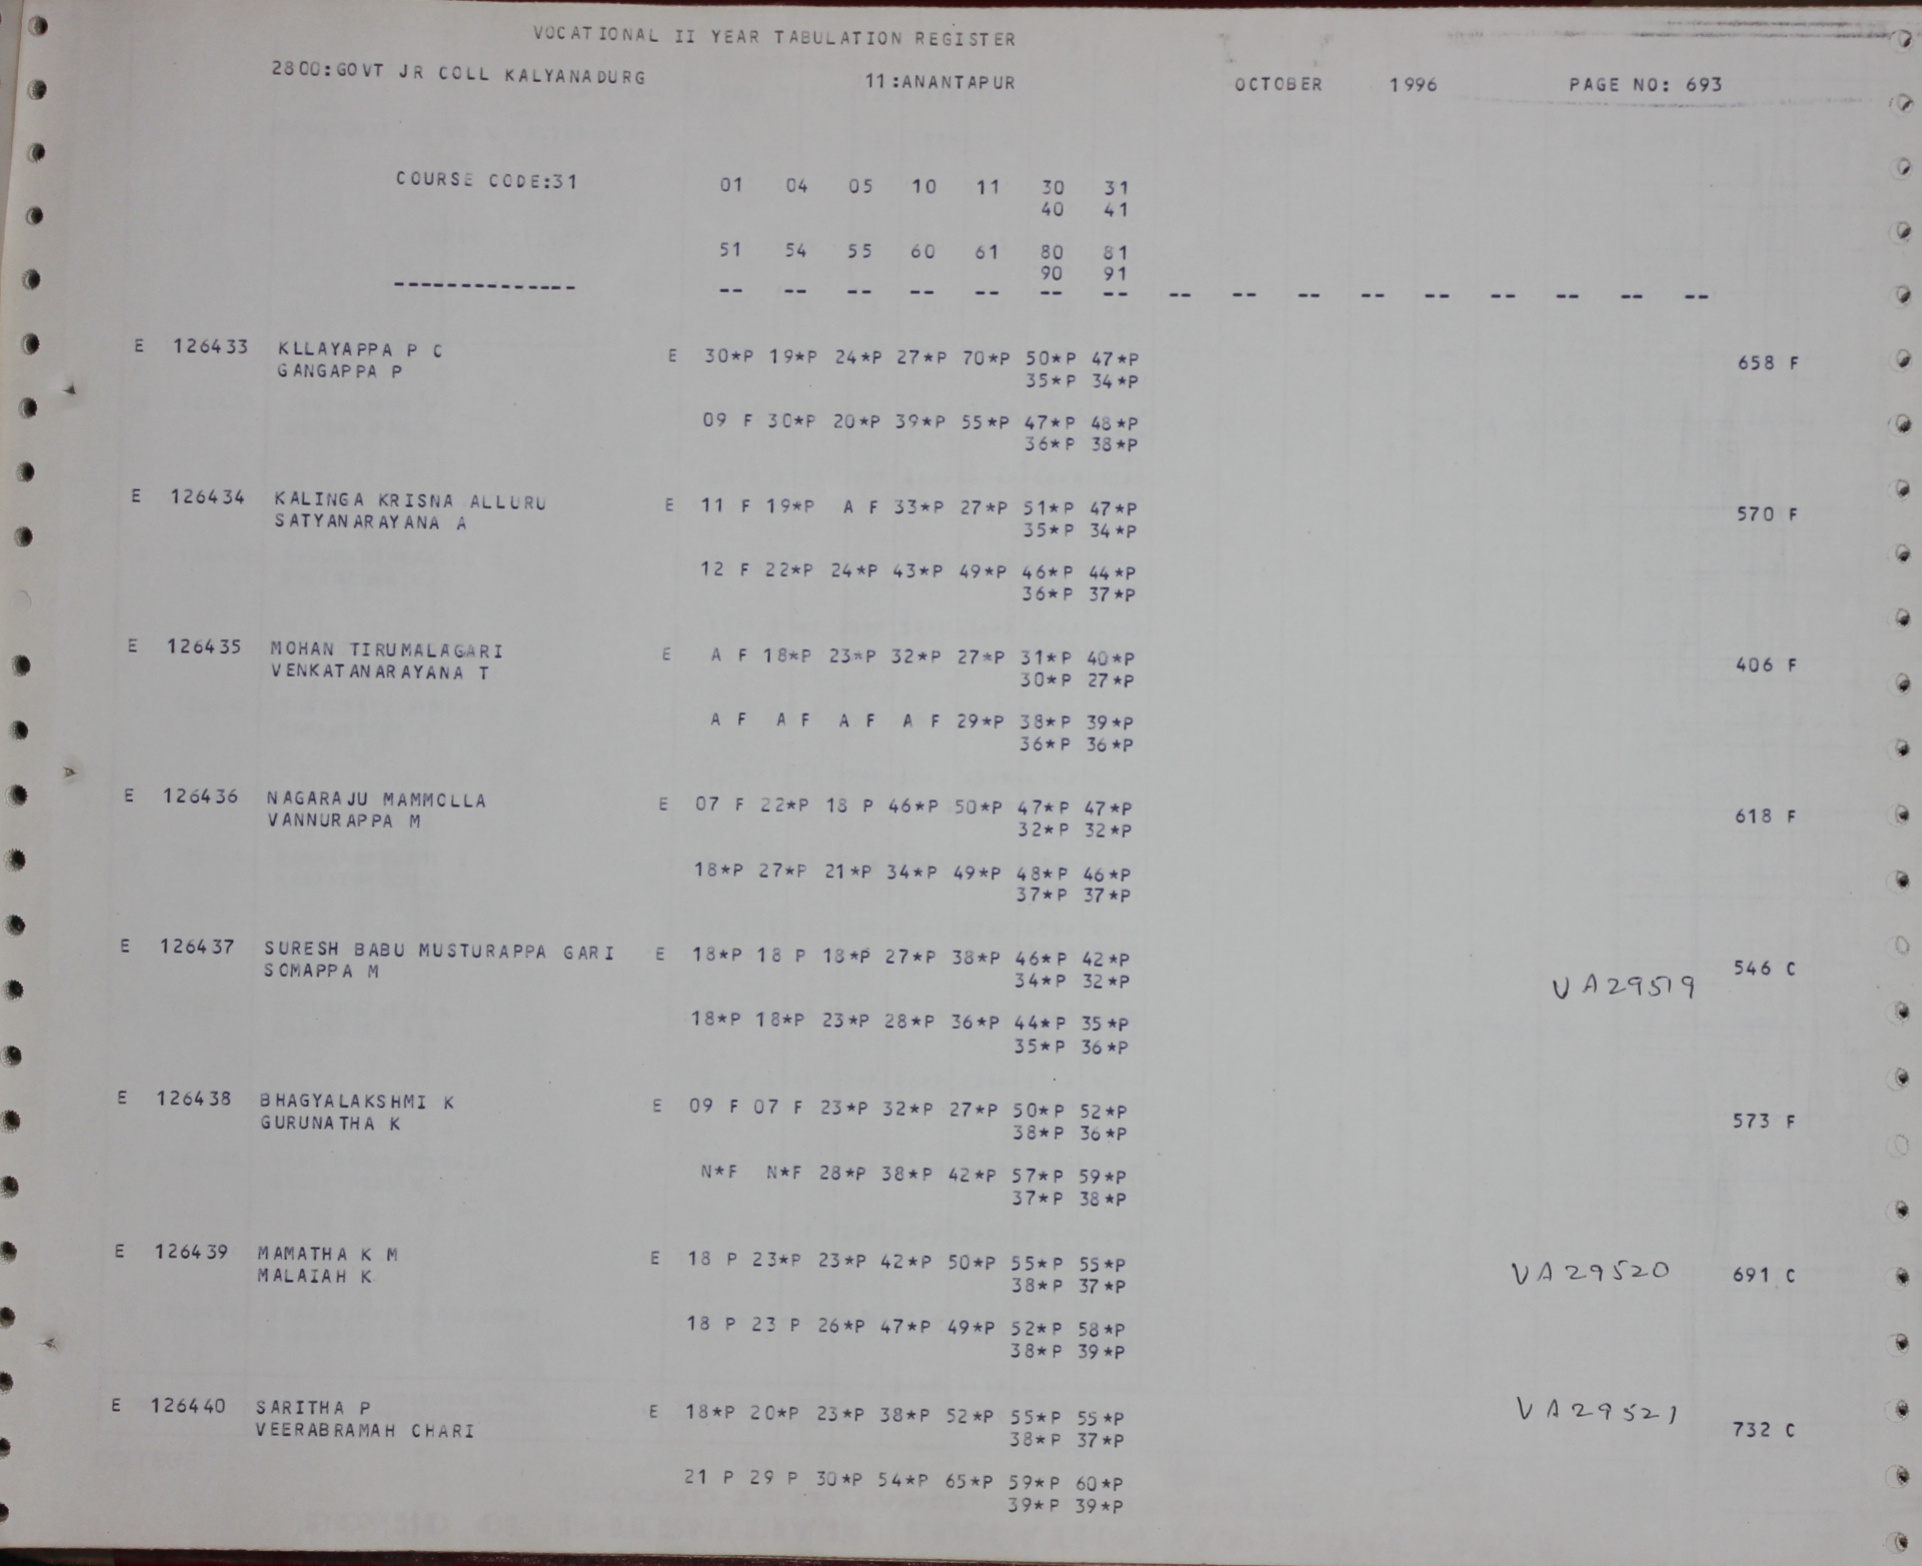 VOCATIONAL II YEAR TABULATION REGISTER
2800:GOVT JR COLL KALYANADURG 11:ANANTAPUR OCTOBER 1996 PAGE NO: 693
COURSE CODE:31 01 04 05 10 11 30 31
40 41
51 54 55 60 61 80 81
90 91
-------------- -- -- -- -- -- -- -- -- -- -- -- -- -- -- -- --
E 126433 KLLAYAPPA P C E 30*P 19*P 24*P 27*P 70*P 50*P 47*P 658 F
GANGAPPA P 35*P 34*P
09 F 30*P 20*P 39*P 55*P 47*P 48*P
36*P 38*P
E 126434 KALINGA KRISNA ALLURU E 11 F 19*P A F 33*P 27*P 51*P 47*P 570 F
SATYANARAYANA A 35*P 34*P
12 F 22*P 24*P 43*P 49*P 46*P 44*P
36*P 37*P
E 126435 MOHAN TIRUMALAGARI E A F 18*P 23*P 32*P 27*P 31*P 40*P 406 F
VENKATANARAYANA T 30*P 27*P
A F A F A F A F 29*P 38*P 39*P
36*P 36*P
E 126436 NAGARAJU MAMMOLLA E 07 F 22*P 18 P 46*P 50*P 47*P 47*P 618 F
VANNURAPPA M 32*P 32*P
18*P 27*P 21*P 34*P 49*P 48*P 46*P
37*P 37*P
E 126437 SURESH BABU MUSTURAPPA GARI E 18*P 18 P 18*P 27*P 38*P 46*P 42*P 546 C
SOMAPPA M 34*P 32*P VA29519
18*P 18*P 23*P 28*P 36*P 44*P 35*P
35*P 36*P
E 126438 BHAGYALAKSHMI K E 09 F 07 F 23*P 32*P 27*P 50*P 52*P 573 F
GURUNATHA K 38*P 36*P
N*F N*F 28*P 38*P 42*P 57*P 59*P
37*P 38*P
E 126439 MAMATHA K M E 18 P 23*P 23*P 42*P 50*P 55*P 55*P VA29520 691 C
MALAIAH K 38*P 37*P
18 P 23 P 26*P 47*P 49*P 52*P 58*P
38*P 39*P
E 126440 SARITHA P E 18*P 20*P 23*P 38*P 52*P 55*P 55*P VA29521 732 C
VEERABRAMAH CHARI 38*P 37*P
21 P 29 P 30*P 54*P 65*P 59*P 60*P
39*P 39*P